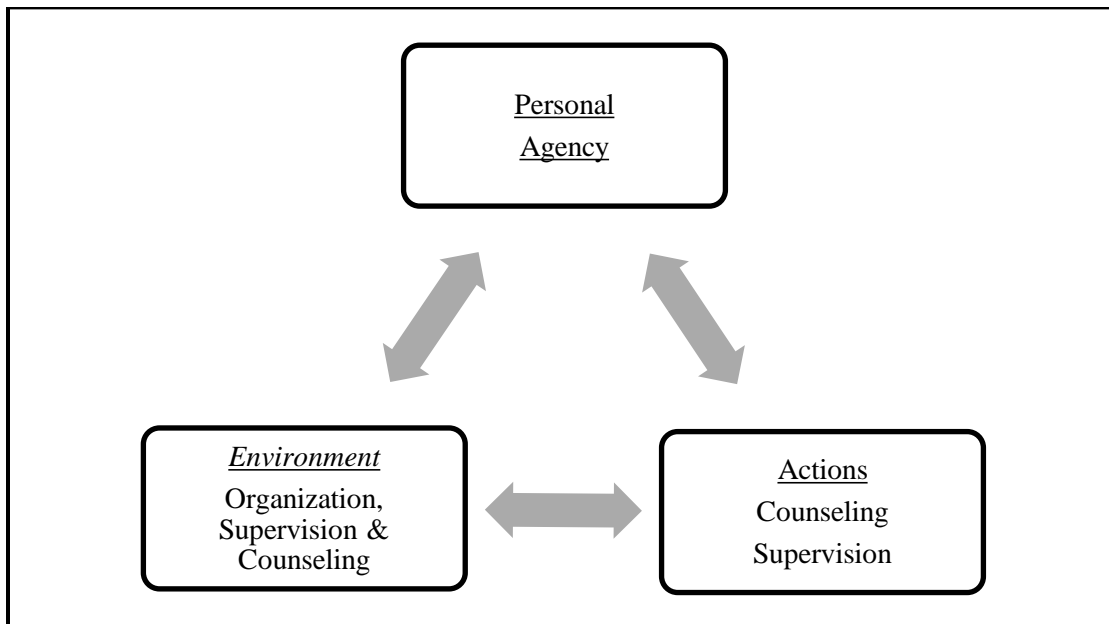 Personal
Agency
Environment
Organization,
Supervision &
Counseling
Actions
Counseling
Supervision